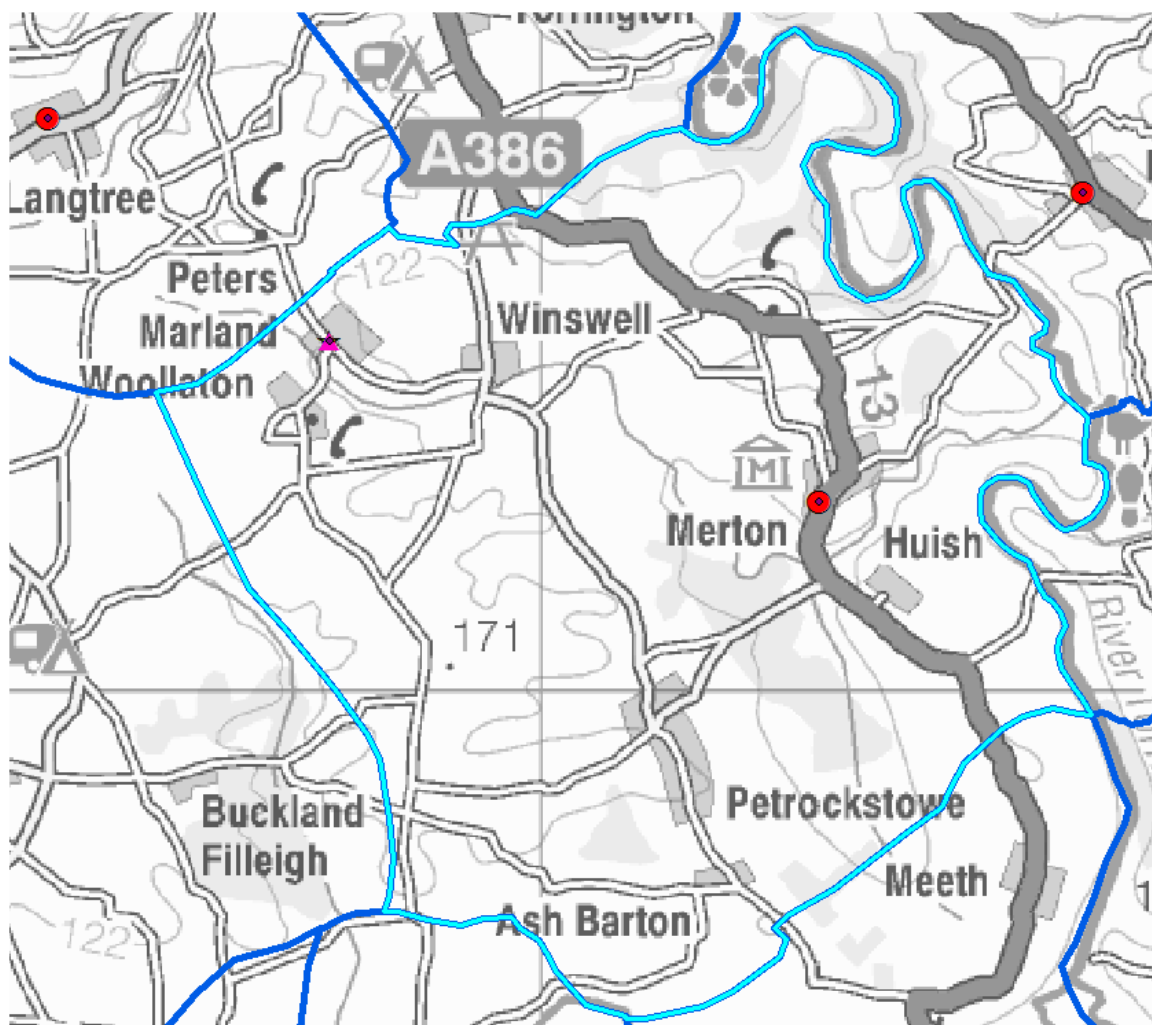 Torrington
A386
Langtree
Peters
Marland
122
Winswell
Woollaton
13
M
Merton
Huish
171
River
Buckland
Filleigh
Petrockstowe
Meeth
Ash Barton
122
1